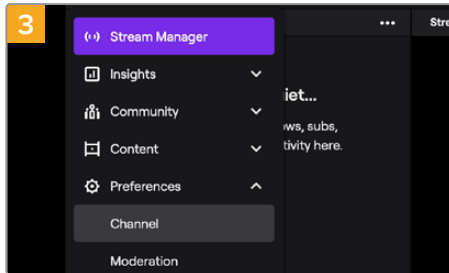 3
Stream Manager
Stre
Insights
iet...
Community
ws, subs,
Content
tivity here.
Preferences
Channel
Moderation